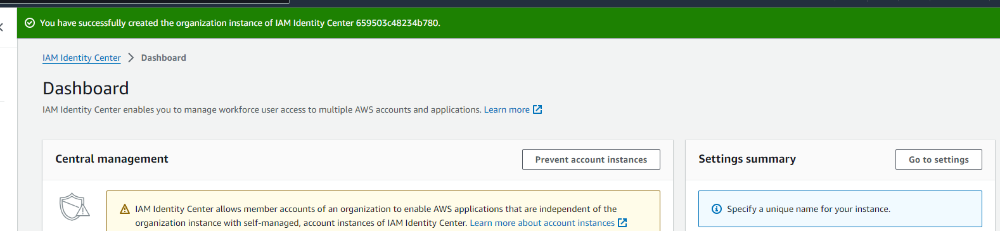 You have successfully created the organization instance of IAM Identity Center 659503c48234b780.
IAM Identity Center > Dashboard
Dashboard
IAM Identity Center enables you to manage workforce user access to multiple AWS accounts and applications. Learn more
Central management
Prevent account instances
IAM Identity Center allows member accounts of an organization to enable AWS applications that are independent of the
organization instance with self-managed, account instances of IAM Identity Center. Learn more about account instances
Settings summary
Go to settings
Specify a unique name for your instance.